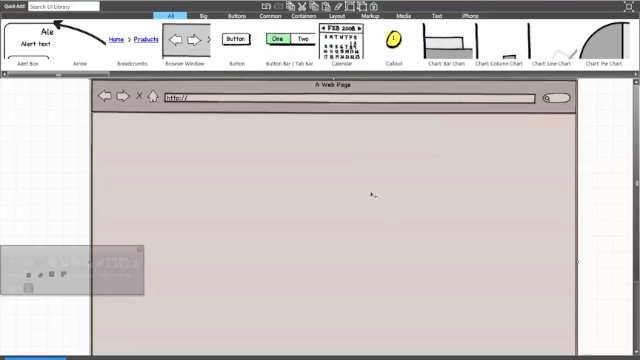 Quick Add Search UI Library
All Big Buttons Common Containers Layout Markup Media Text iPhone
Ale
Alert text
Home > Products
Button
One Two
FEB 2008
S M T W T F S
1
Alert Box Arrow Breadcrumbs Browser Window Button Button Bar / Tab Bar Calendar Callout Chart: Bar Chart Chart: Column Chart Chart: Line Chart Chart: Pie Chart
A Web Page
http://